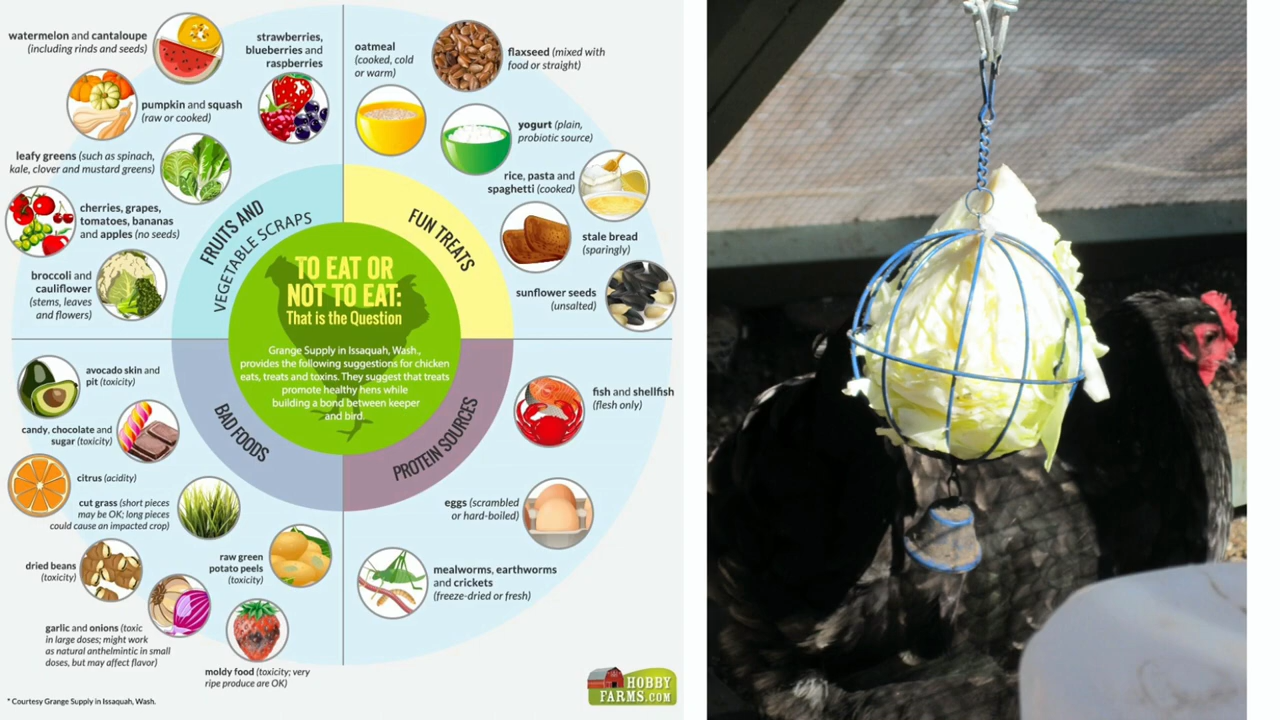 watermelon and cantaloupe
(including rinds and seeds)
strawberries,
blueberries and
raspberries
pumpkin and squash
(raw or cooked)
leafy greens (such as spinach,
kale, clover and mustard greens)
cherries, grapes,
tomatoes, bananas
and apples (no seeds)
broccoli and
cauliflower
(stems, leaves
and flowers)
FRUITS AND
VEGETABLE SCRAPS
oatmeal
(cooked, cold
or warm)
flaxseed (mixed with
food or straight)
yogurt (plain,
probiotic source)
rice, pasta and
spaghetti (cooked)
stale bread
(sparingly)
sunflower seeds
(unsalted)
FUN TREATS
TO EAT OR
NOT TO EAT:
That is the Question
Grange Supply in Issaquah, Wash.,
provides the following suggestions for chicken
eats, treats and toxins. They suggest that treats
promote healthy hens while
building a bond between keeper
and bird.
BAD FOODS
avocado skin and
pit (toxicity)
candy, chocolate and
sugar (toxicity)
citrus (acidity)
cut grass (short pieces
may be OK; long pieces
could cause an impacted crop)
dried beans
(toxicity)
raw green
potato peels
(toxicity)
garlic and onions (toxic
in large doses; might work
as natural anthelmintic in small
doses, but may affect flavor)
moldy food (toxicity; very
ripe produce are OK)
PROTEIN SOURCES
fish and shellfish
(flesh only)
eggs (scrambled
or hard-boiled)
mealworms, earthworms
and crickets
(freeze-dried or fresh)
* Courtesy Grange Supply in Issaquah, Wash.
HOBBY
FARMS.COM